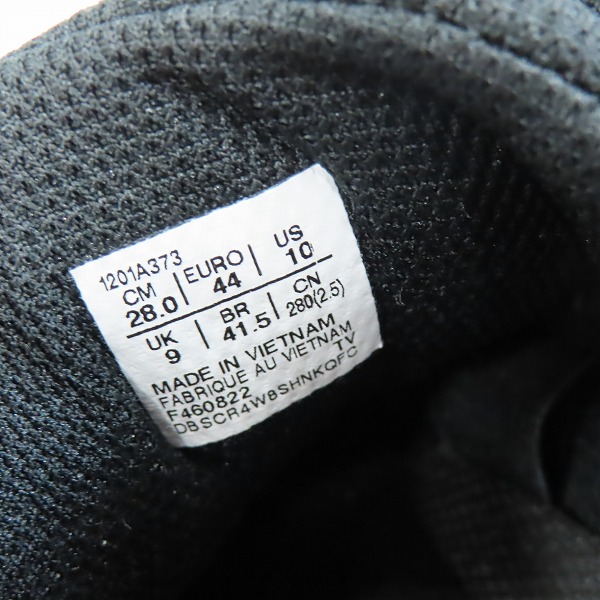 1201A373
CM EURO US
28.0 44 10
UK BR CN
9 41.5 280(2.5)
MADE IN VIETNAM
FABRIQUE AU VIETNAM
F460822 TV
DBSCR4W8SHNKQFC